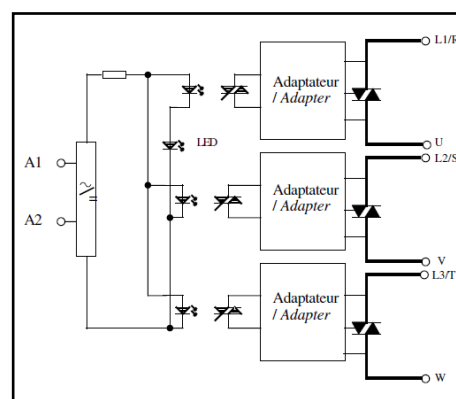 L1/R
Adaptateur
/ Adapter
U
LED
L2/S
A1
Adaptateur
/ Adapter
A2
V
L3/T
Adaptateur
/ Adapter
W